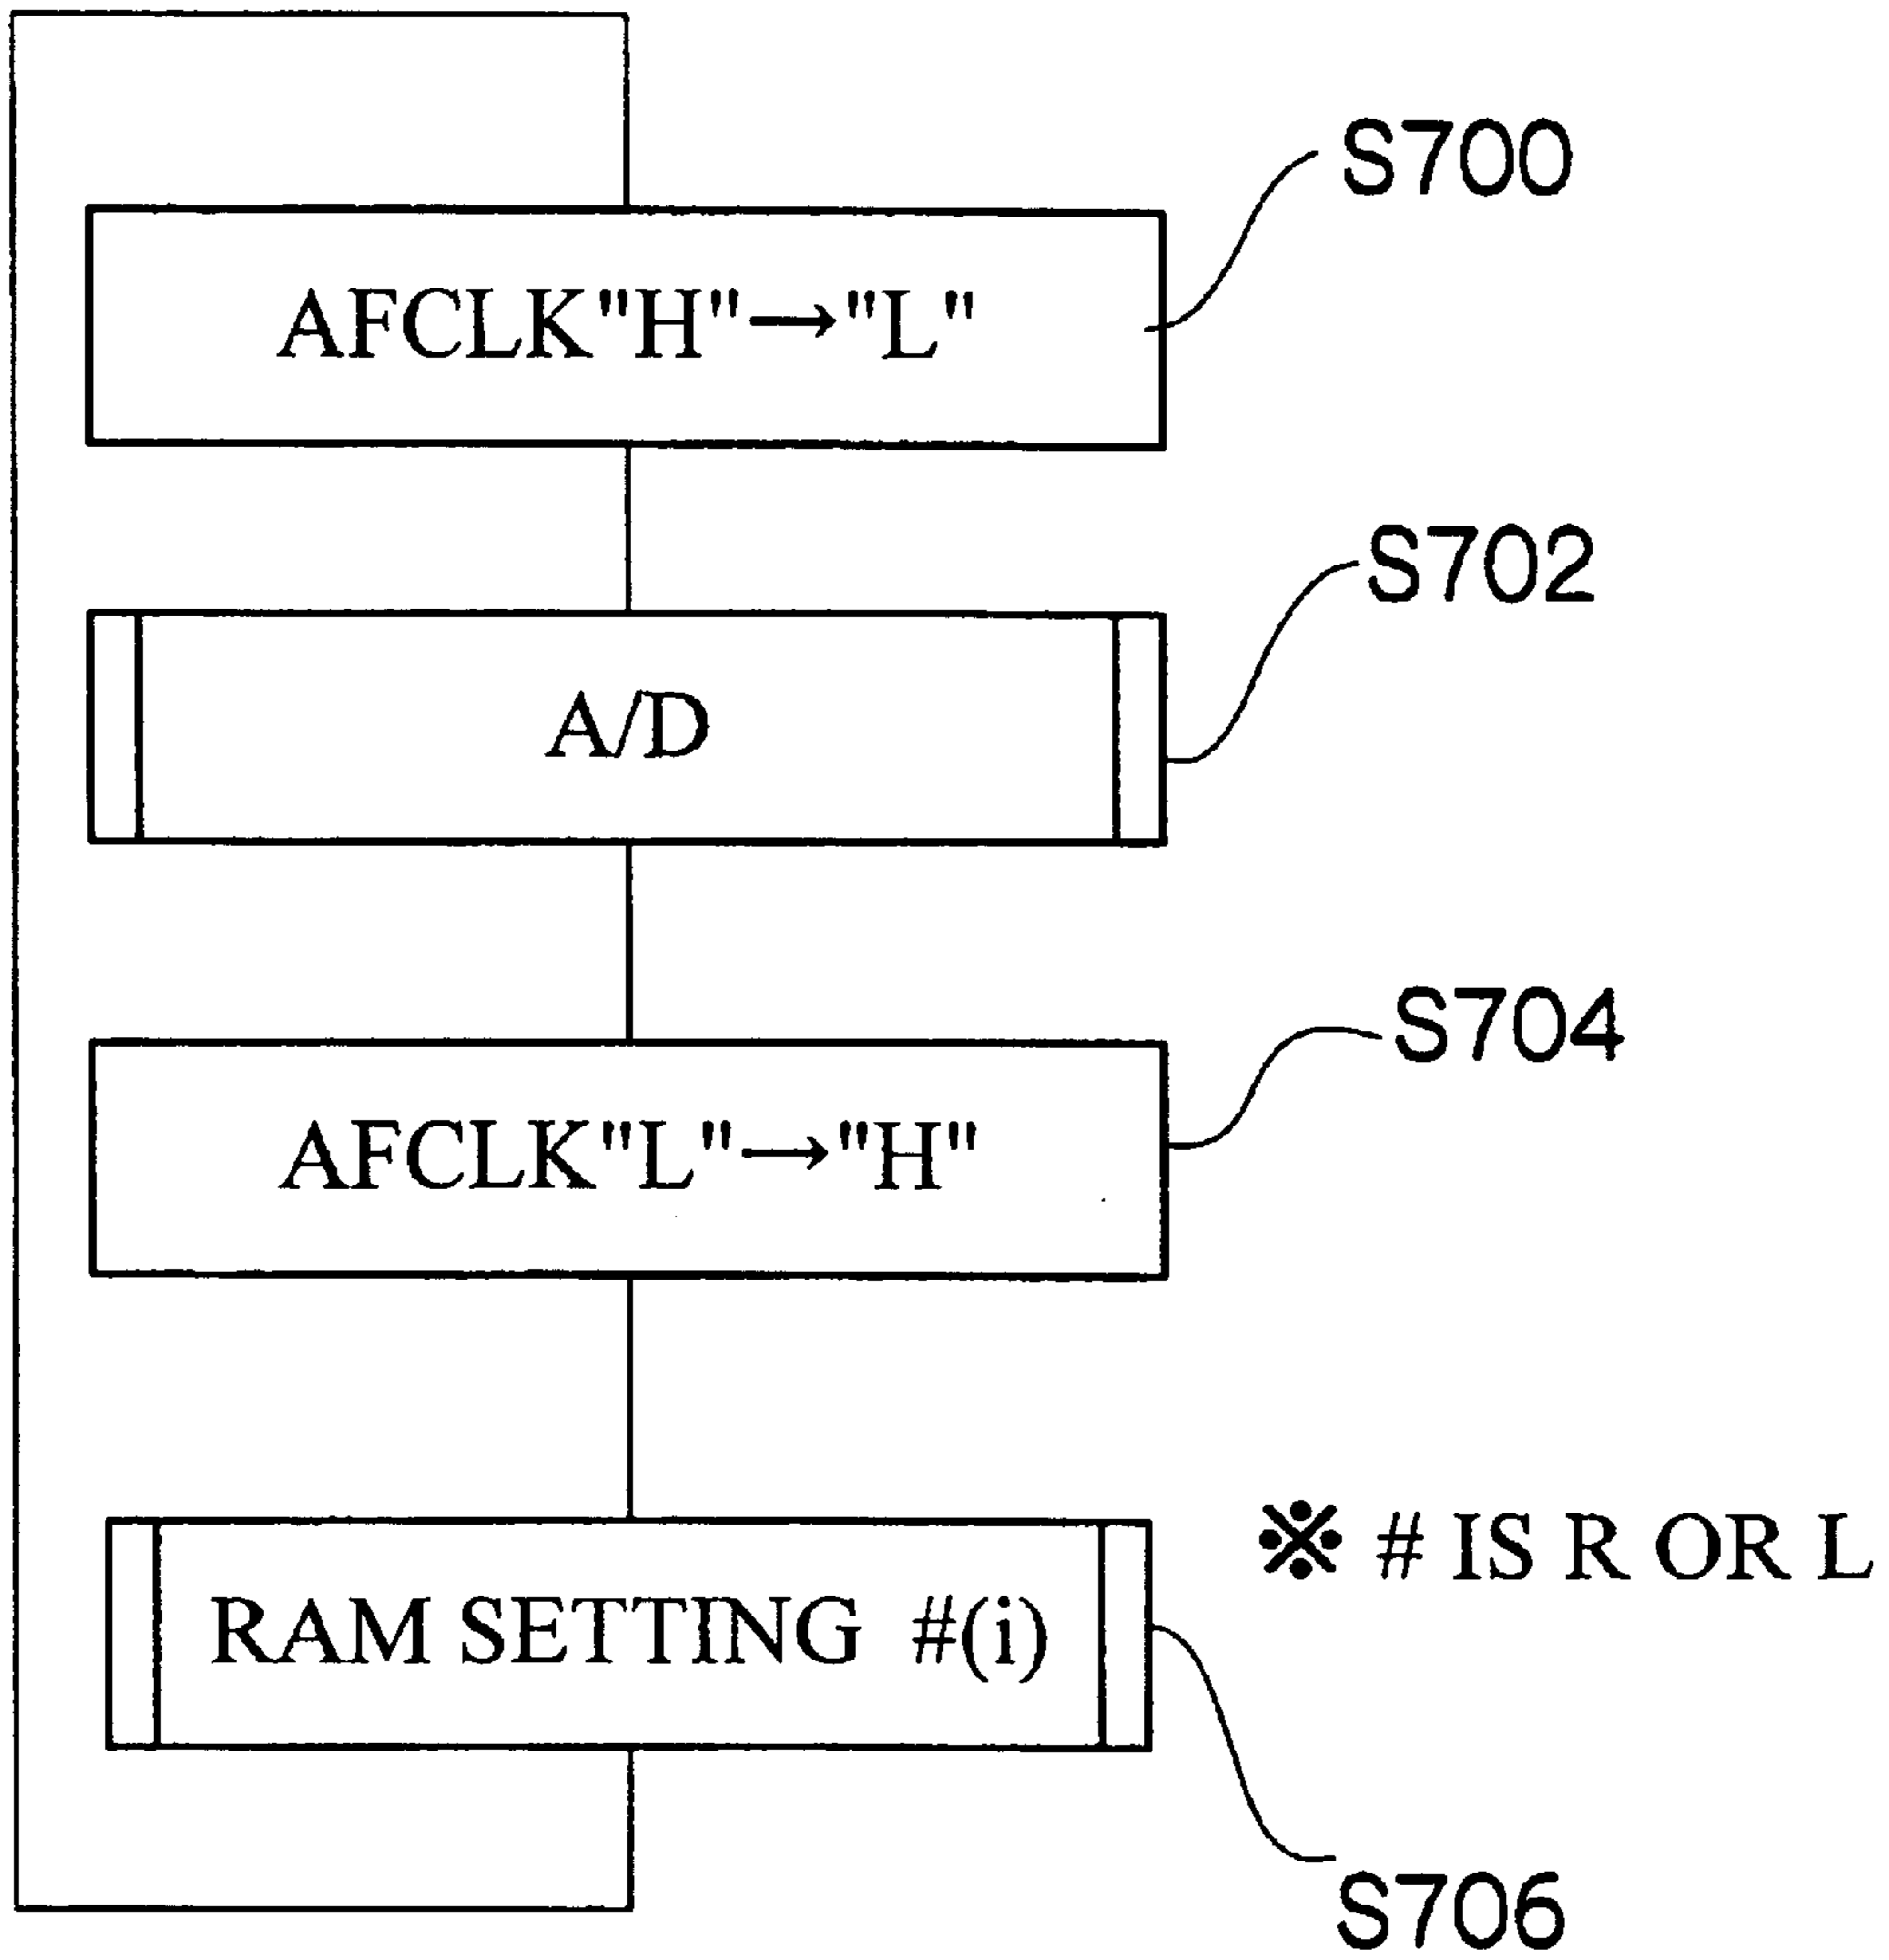 S700
AFCLK"H"→"L"
S702
A/D
S704
AFCLK"L"→"H"
※ # IS R OR L
RAM SETTING #(i)
S706